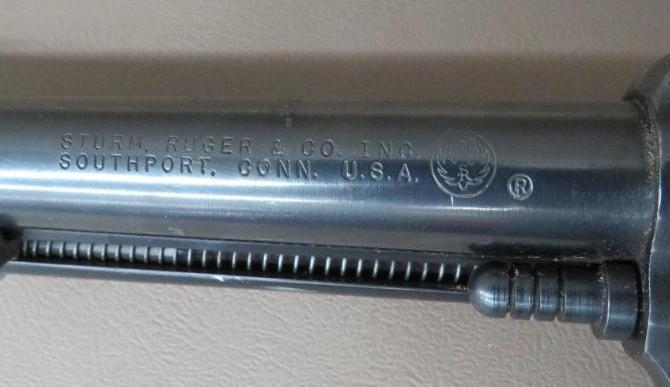 STURM, RUGER & CO. INC.
SOUTHPORT. CONN. U.S.A.
R
®